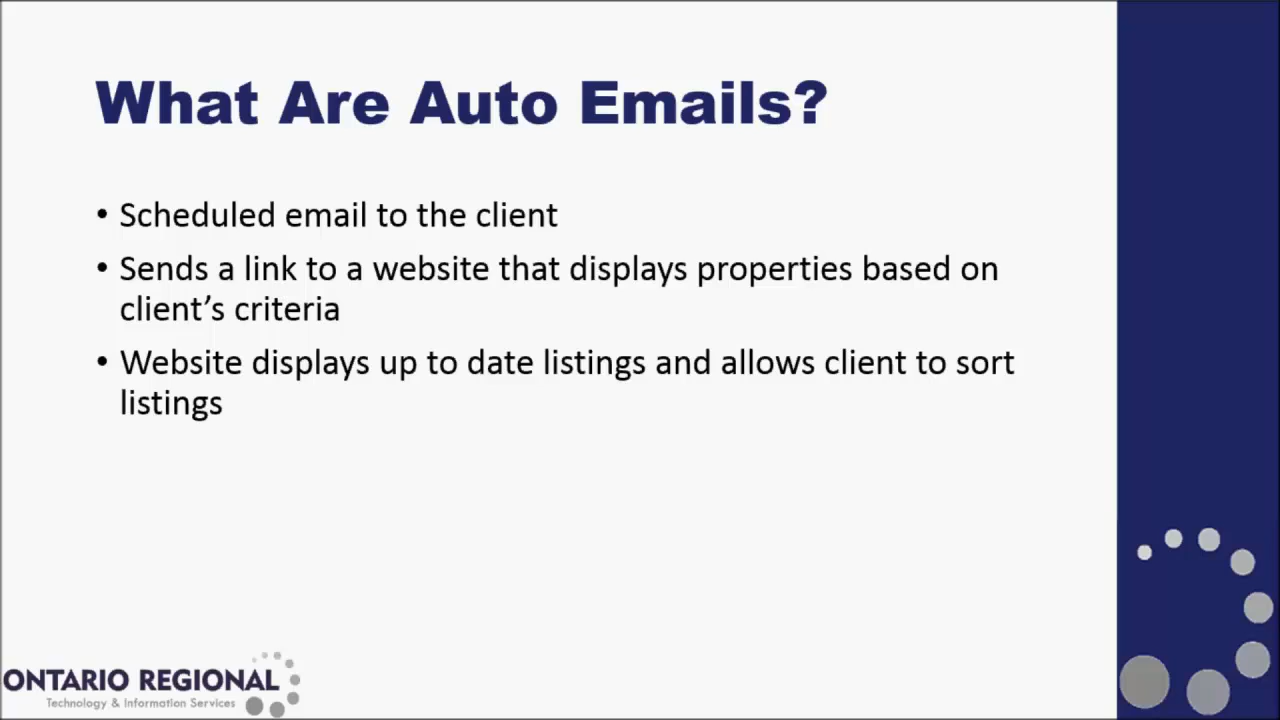 What Are Auto Emails?
• Scheduled email to the client
• Sends a link to a website that displays properties based on
client’s criteria
• Website displays up to date listings and allows client to sort
listings
ONTARIO REGIONAL
Technology & Information Services